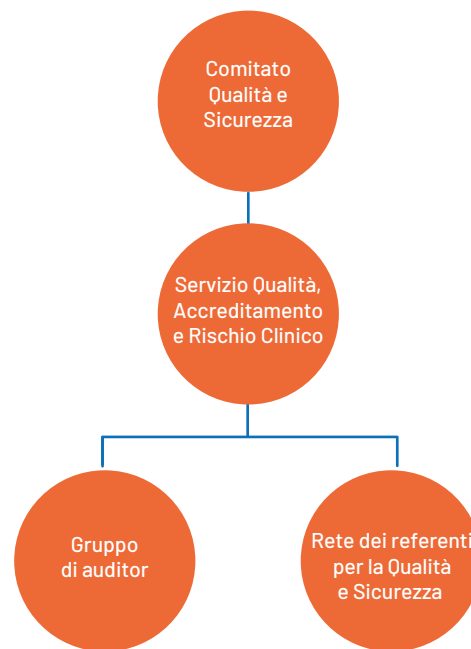 Comitato
Qualità e
Sicurezza
Servizio Qualità,
Accreditamento
e Rischio Clinico
Gruppo
di auditor
Rete dei referenti
per la Qualità
e Sicurezza